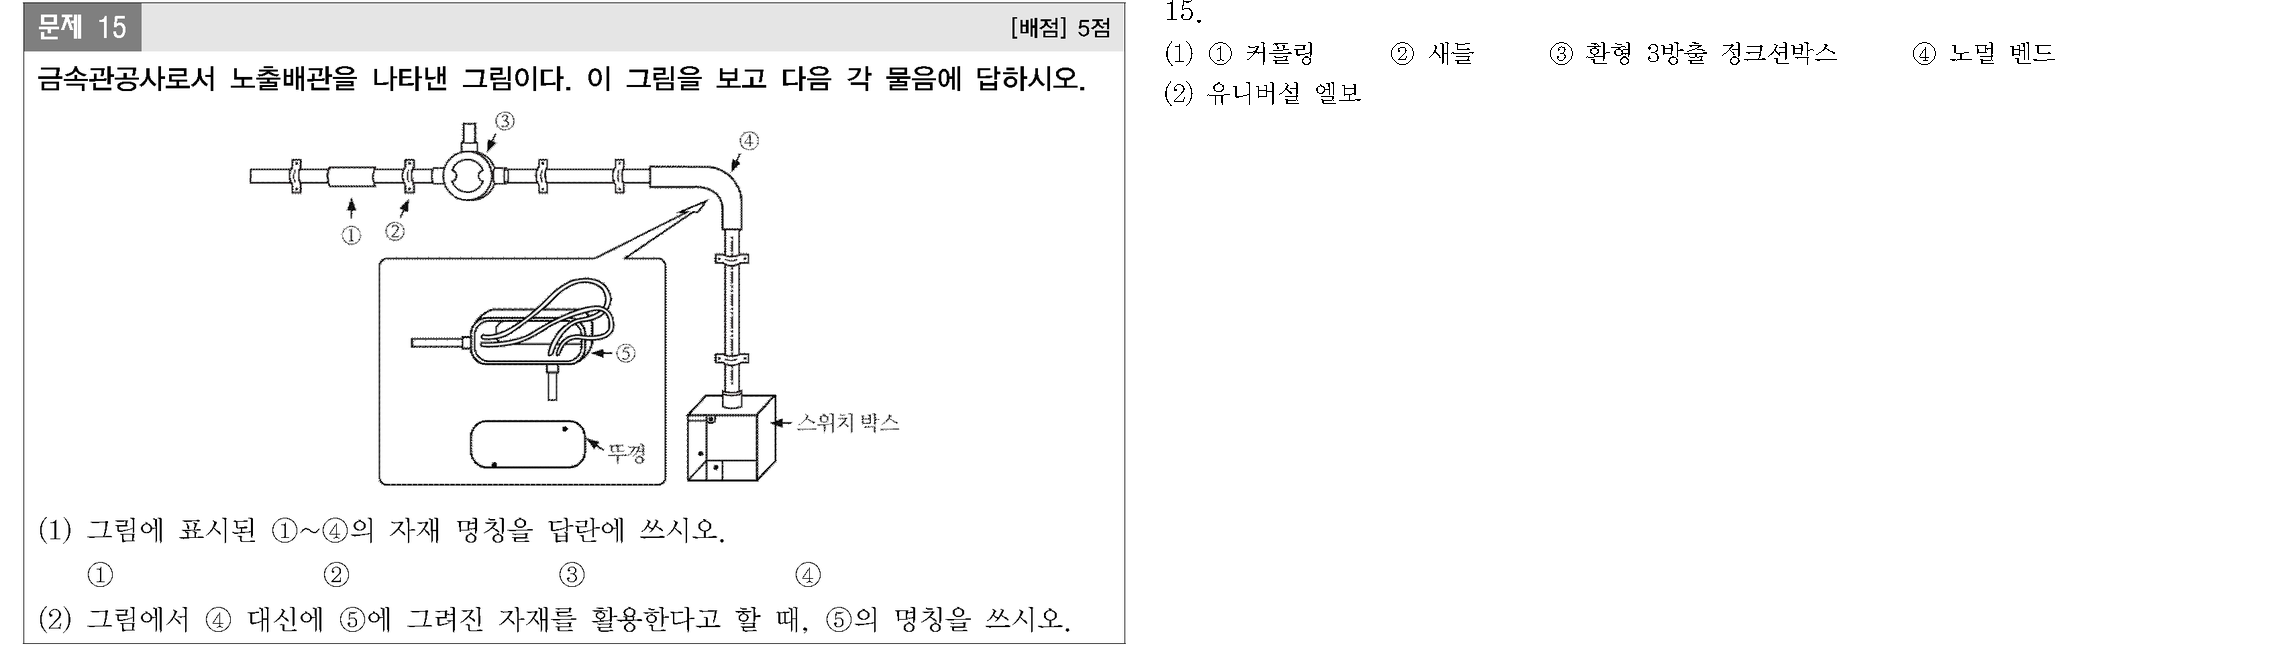 문제 15
[배점] 5점
금속관공사로서 노출배관을 나타낸 그림이다. 이 그림을 보고 다음 각 물음에 답하시오.
③
④
①
②
⑤
스위치 박스
뚜껑
(1) 그림에 표시된 ①~④의 자재 명칭을 답란에 쓰시오.
① ② ③ ④
(2) 그림에서 ④ 대신에 ⑤에 그려진 자재를 활용한다고 할 때, ⑤의 명칭을 쓰시오.
15.
(1) ① 커플링 ② 새들 ③ 환형 3방출 정크션박스 ④ 노멀 벤드
(2) 유니버설 엘보